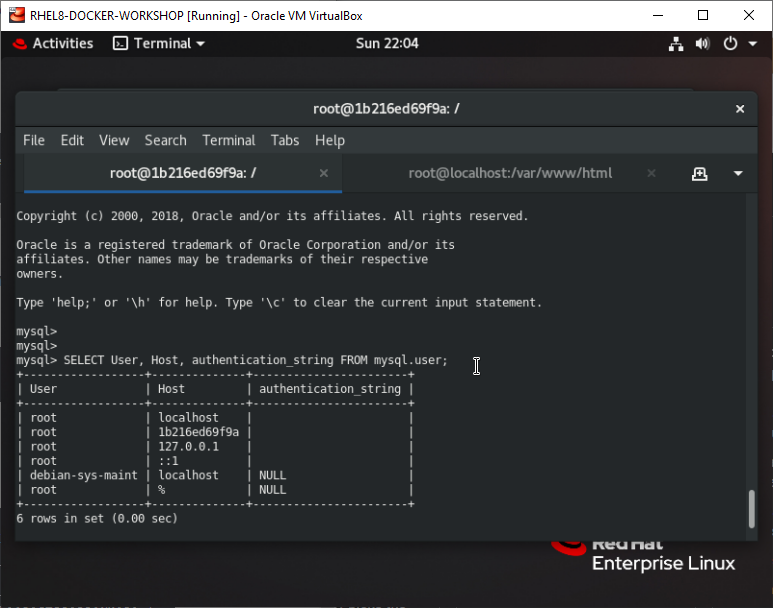 RHEL8-DOCKER-WORKSHOP [Running] - Oracle VM VirtualBox
Activities Terminal Sun 22:04
root@1b216ed69f9a: /
File Edit View Search Terminal Tabs Help
root@1b216ed69f9a: / root@localhost:/var/www/html
Copyright (c) 2000, 2018, Oracle and/or its affiliates. All rights reserved.
Oracle is a registered trademark of Oracle Corporation and/or its
affiliates. Other names may be trademarks of their respective
owners.
Type 'help;' or '\h' for help. Type '\c' to clear the current input statement.
mysql>
mysql>
mysql> SELECT User, Host, authentication_string FROM mysql.user;
+------------------+--------------+-----------------------+
| User             | Host         | authentication_string |
+------------------+--------------+-----------------------+
| root             | localhost    |                       |
| root             | 1b216ed69f9a |                       |
| root             | 127.0.0.1    |                       |
| root             | ::1          |                       |
| debian-sys-maint | localhost    | NULL                  |
| root             | %            | NULL                  |
+------------------+--------------+-----------------------+
6 rows in set (0.00 sec)
Red Hat
Enterprise Linux